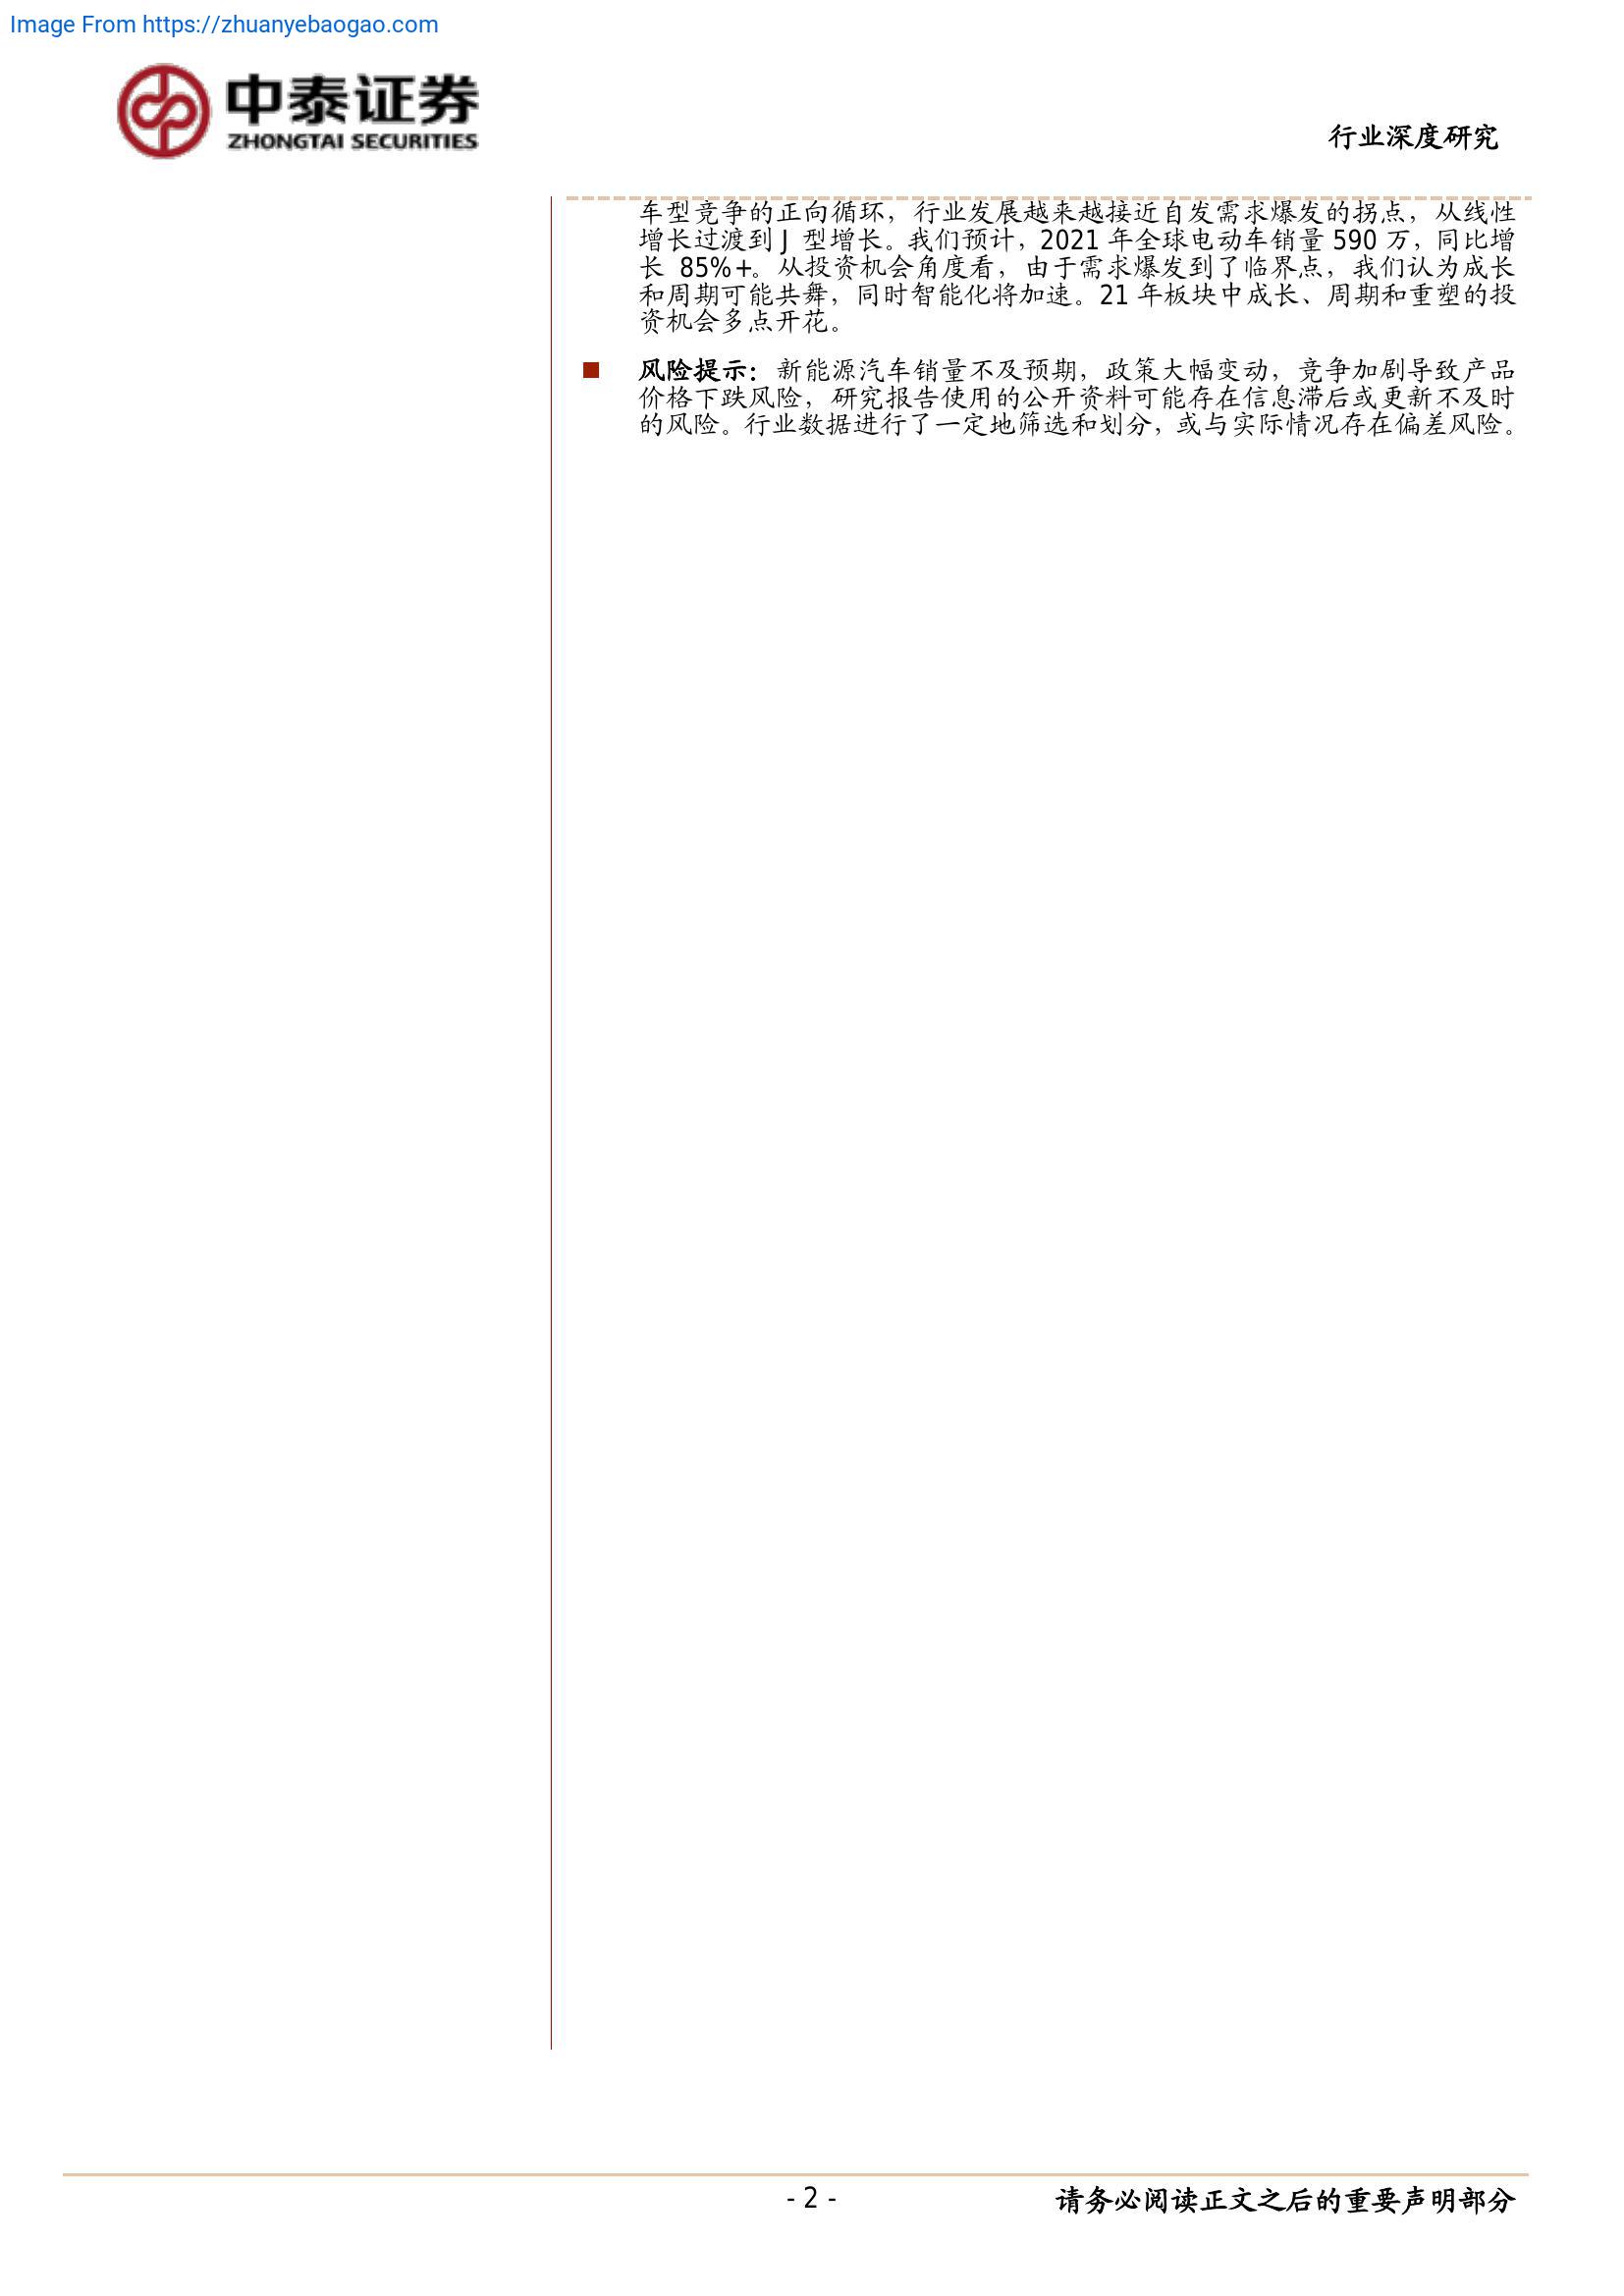 Image From https://zhuanyebaogao.com
中泰证券
ZHONGTAI SECURITIES
行业深度研究
车型竞争的正向循环，行业发展越来越接近自发需求爆发的拐点，从线性
增长过渡到 J 型增长。我们预计，2021 年全球电动车销量 590 万，同比增
长 85%+。从投资机会角度看，由于需求爆发到了临界点，我们认为成长
和周期可能共舞，同时智能化将加速。21 年板块中成长、周期和重塑的投
资机会多点开花。
■ 风险提示：新能源汽车销量不及预期，政策大幅变动，竞争加剧导致产品
价格下跌风险，研究报告使用的公开资料可能存在信息滞后或更新不及时
的风险。行业数据进行了一定地筛选和划分，或与实际情况存在偏差风险。
- 2 -
请务必阅读正文之后的重要声明部分